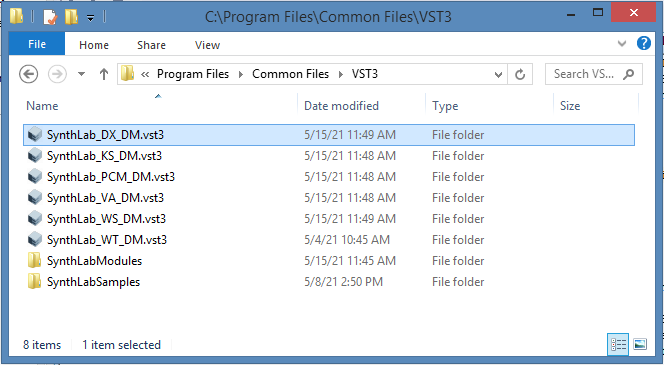 C:\Program Files\Common Files\VST3
File Home Share View
« Program Files Common Files VST3 Search VS...
Name Date modified Type Size
SynthLab_DX_DM.vst3 5/15/21 11:49 AM File folder
SynthLab_KS_DM.vst3 5/15/21 11:48 AM File folder
SynthLab_PCM_DM.vst3 5/15/21 11:48 AM File folder
SynthLab_VA_DM.vst3 5/15/21 11:48 AM File folder
SynthLab_WS_DM.vst3 5/15/21 11:49 AM File folder
SynthLab_WT_DM.vst3 5/4/21 10:45 AM File folder
SynthLabModules 5/15/21 11:45 AM File folder
SynthLabSamples 5/8/21 2:50 PM File folder
8 items 1 item selected